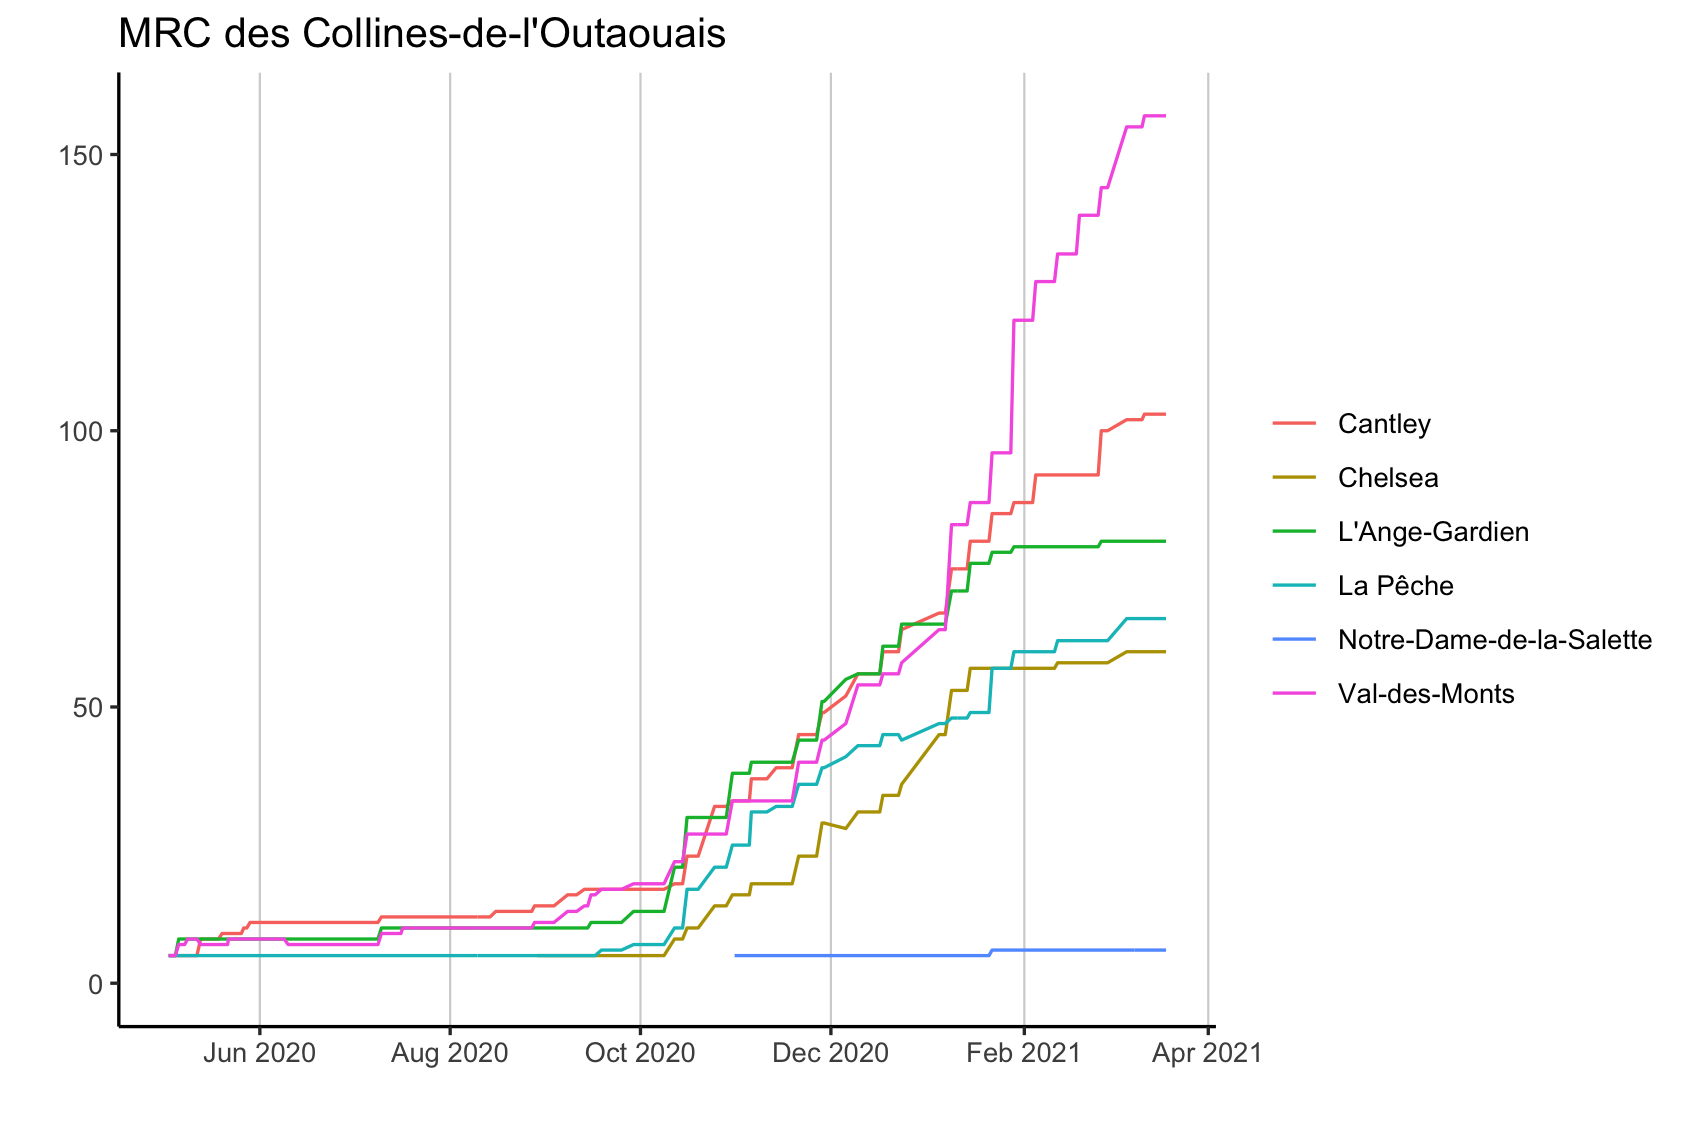 MRC des Collines-de-l'Outaouais
150
100
50
0
Jun 2020
Aug 2020
Oct 2020
Dec 2020
Feb 2021
Apr 2021
Cantley
Chelsea
L'Ange-Gardien
La Pêche
Notre-Dame-de-la-Salette
Val-des-Monts